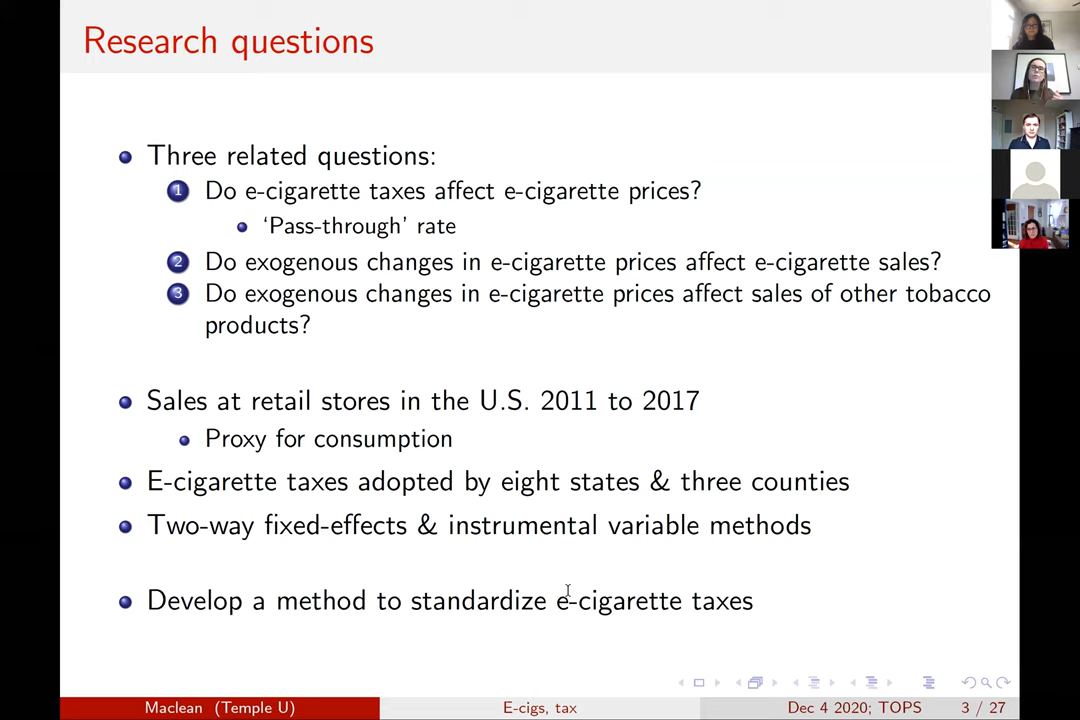 Research questions
Three related questions:
1 Do e-cigarette taxes affect e-cigarette prices?
‘Pass-through’ rate
2 Do exogenous changes in e-cigarette prices affect e-cigarette sales?
3 Do exogenous changes in e-cigarette prices affect sales of other tobacco
products?
Sales at retail stores in the U.S. 2011 to 2017
Proxy for consumption
E-cigarette taxes adopted by eight states & three counties
Two-way fixed-effects & instrumental variable methods
Develop a method to standardize e-cigarette taxes
Maclean (Temple U) E-cigs, tax Dec 4 2020; TOPS 3 / 27